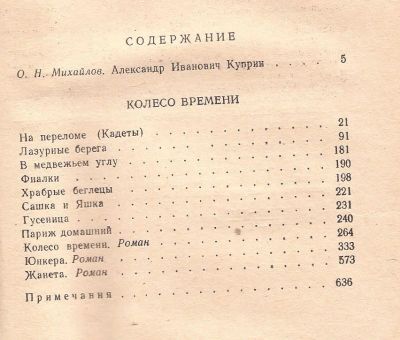 СОДЕРЖАНИЕ
О. Н. Михайлов. Александр Иванович Куприн . . . . 5
КОЛЕСО ВРЕМЕНИ
На переломе (Кадеты) . . . . . . . . . . 21
Лазурные берега . . . . . . . . . . . 91
В медвежьем углу . . . . . . . . . . 181
Фиалки . . . . . . . . . . . . . 190
Храбрые беглецы . . . . . . . . . . . 198
Сашка и Яшка . . . . . . . . . . . 221
Гусеница . . . . . . . . . . . . 231
Париж домашний . . . . . . . . . . . 240
Колесо времени. Роман . . . . . . . . . 264
Юнкера. Роман . . . . . . . . . . . 333
Жанета. Роман . . . . . . . . . . . 573
Примечания . . . . . . . . . . . . 636